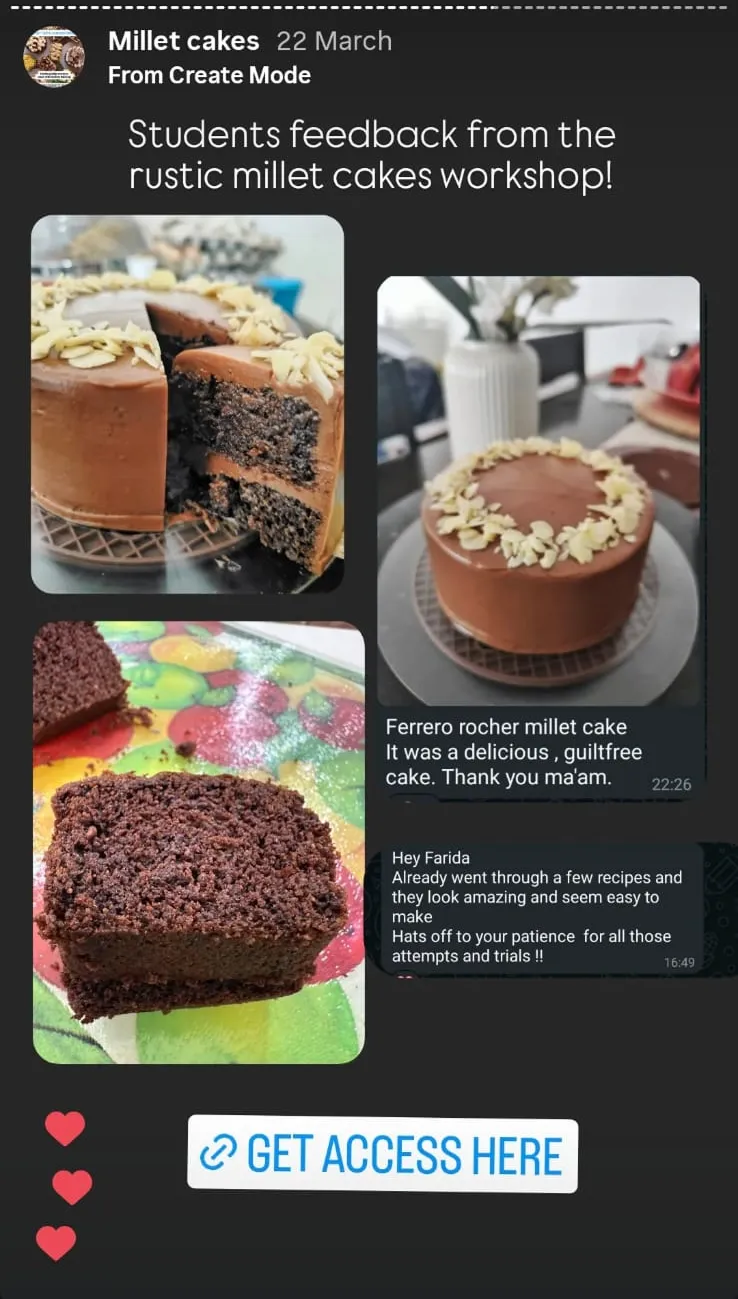 Millet cakes 22 March
From Create Mode
Students feedback from the
rustic millet cakes workshop!
Ferrero rocher millet cake
It was a delicious , guiltfree
cake. Thank you ma'am.
22:26
Hey Farida
Already went through a few recipes and
they look amazing and seem easy to
make
Hats off to your patience for all those
attempts and trials !!
16:49
GET ACCESS HERE